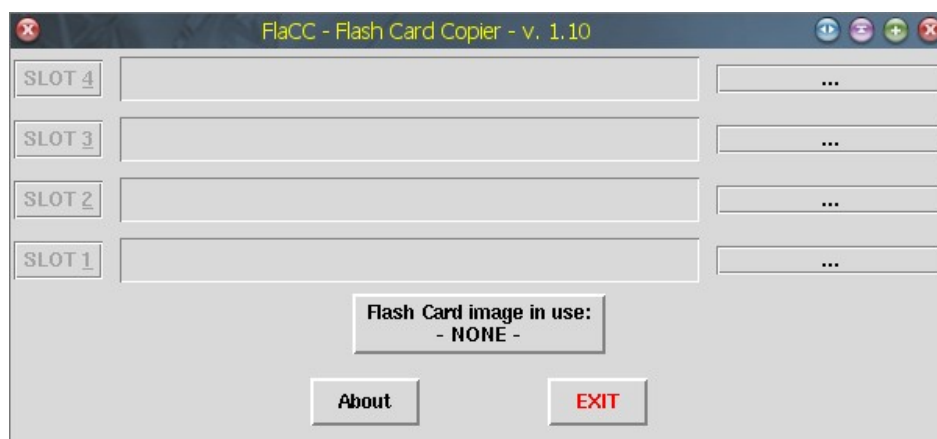 FlaCC - Flash Card Copier - v. 1.10
SLOT 4 ...
SLOT 3 ...
SLOT 2 ...
SLOT 1 ...
Flash Card image in use:
- NONE -
About EXIT